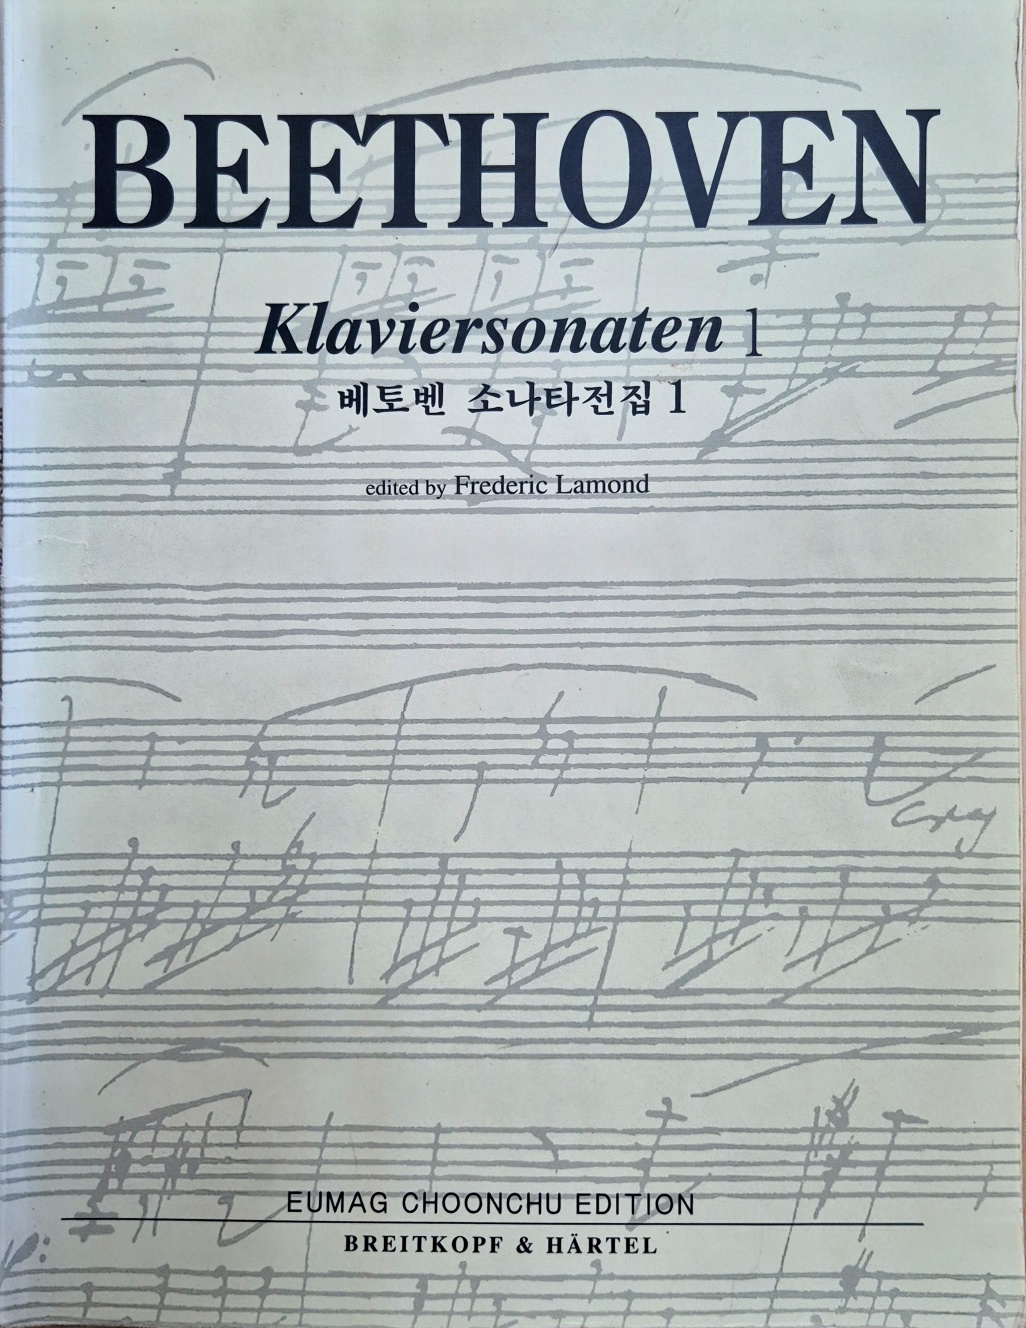 BEETHOVEN
Klaviersonaten 1
베토벤 소나타전집 1
edited by Frederic Lamond
EUMAG CHOONCHU EDITION
BREITKOPF & HÄRTEL